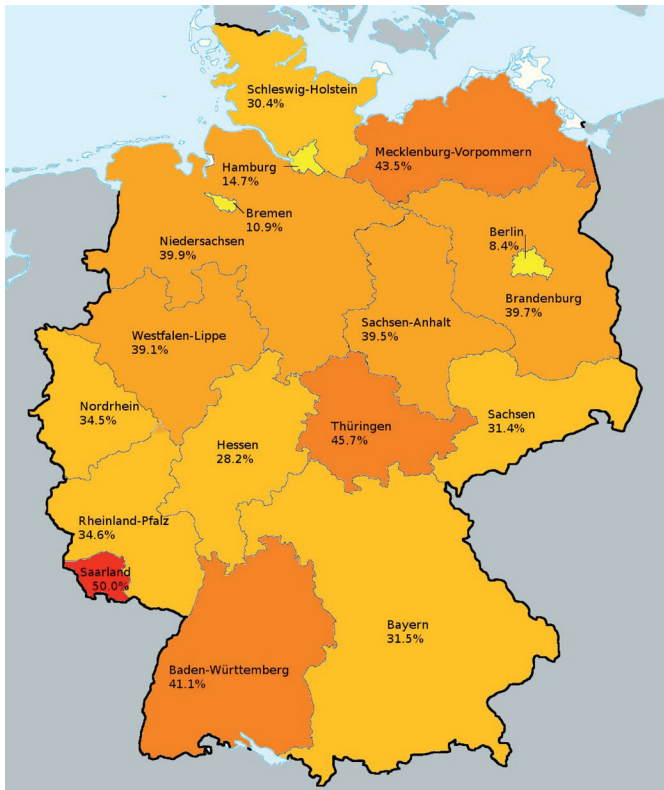 Schleswig-Holstein
30.4%
Mecklenburg-Vorpommern
43.5%
Hamburg
14.7%
Bremen
10.9%
Niedersachsen
39.9%
Berlin
8.4%
Brandenburg
39.7%
Sachsen-Anhalt
39.5%
Westfalen-Lippe
39.1%
Nordrhein
34.5%
Hessen
28.2%
Thüringen
45.7%
Sachsen
31.4%
Rheinland-Pfalz
34.6%
Saarland
50.0%
Bayern
31.5%
Baden-Württemberg
41.1%